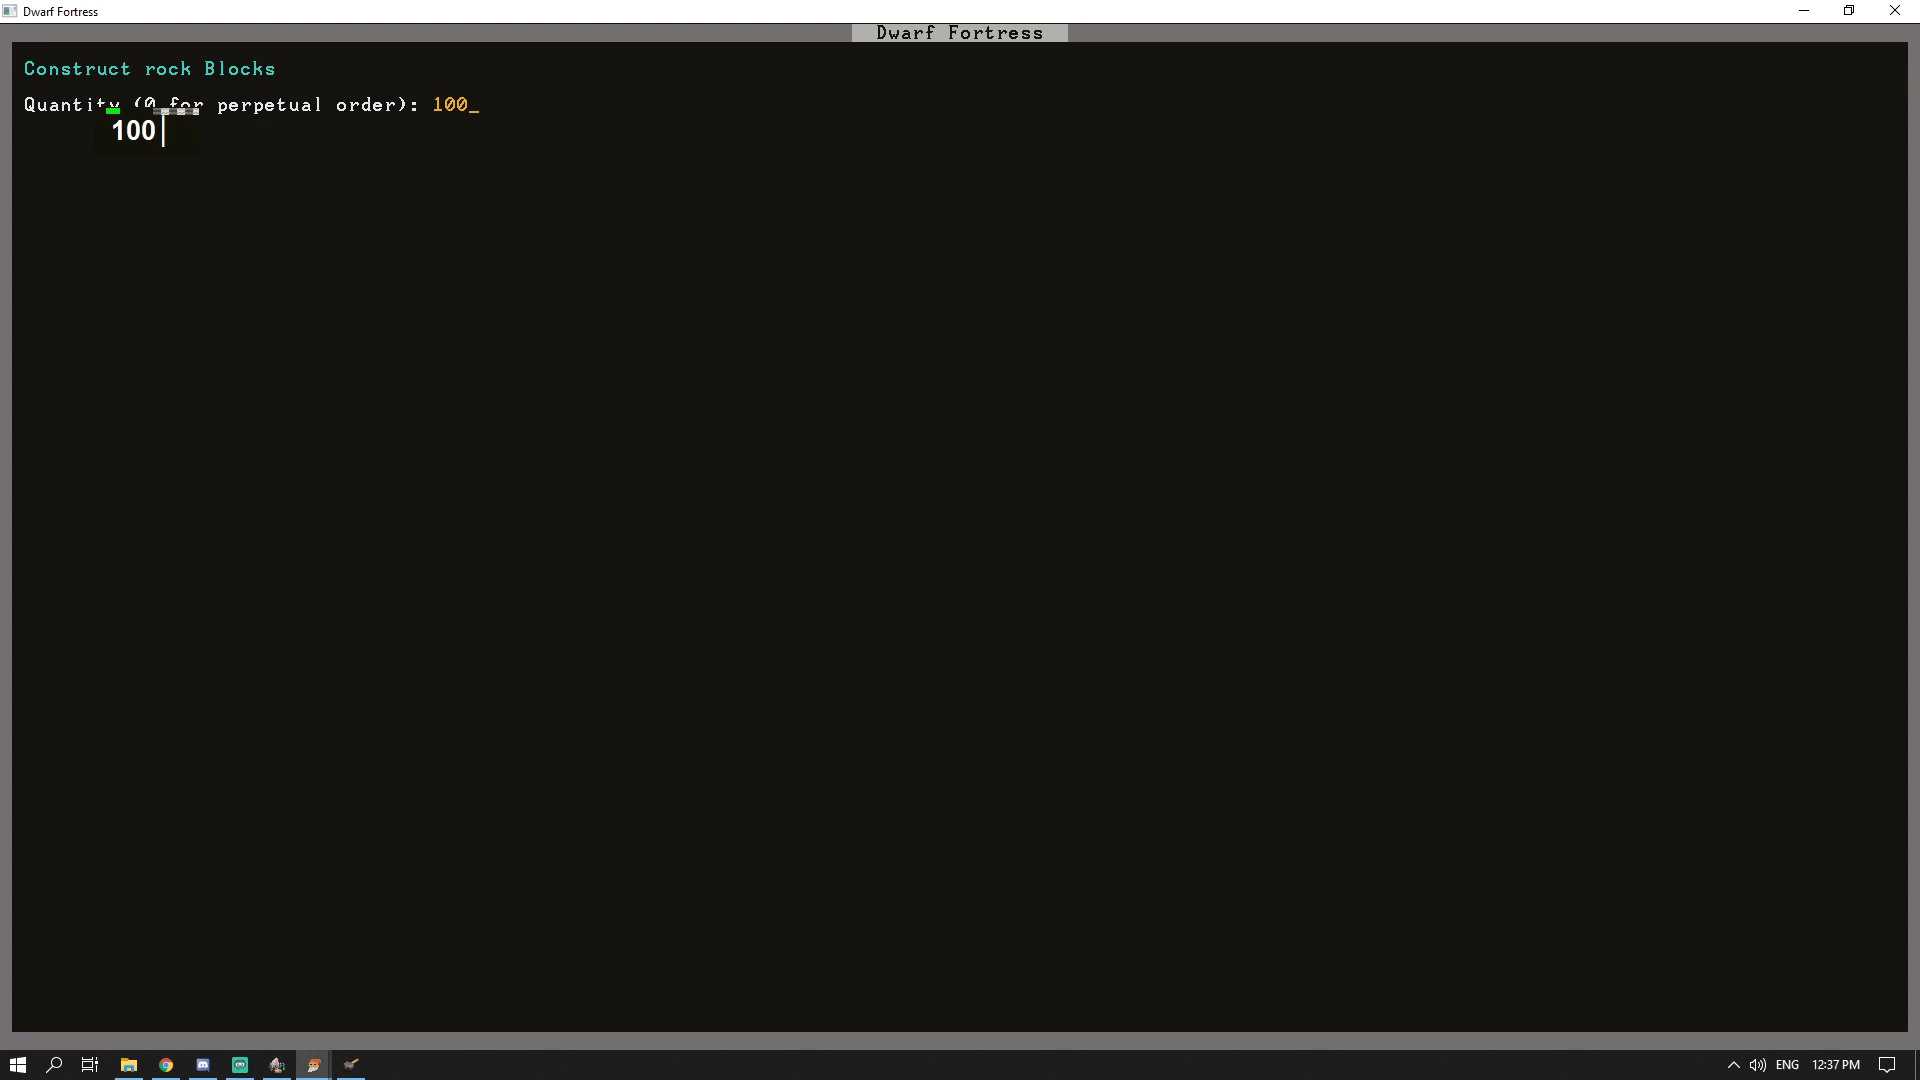 Dwarf Fortress
Dwarf Fortress
Construct rock Blocks
Quantity (0 for perpetual order): 100_
100
ENG 12:37 PM